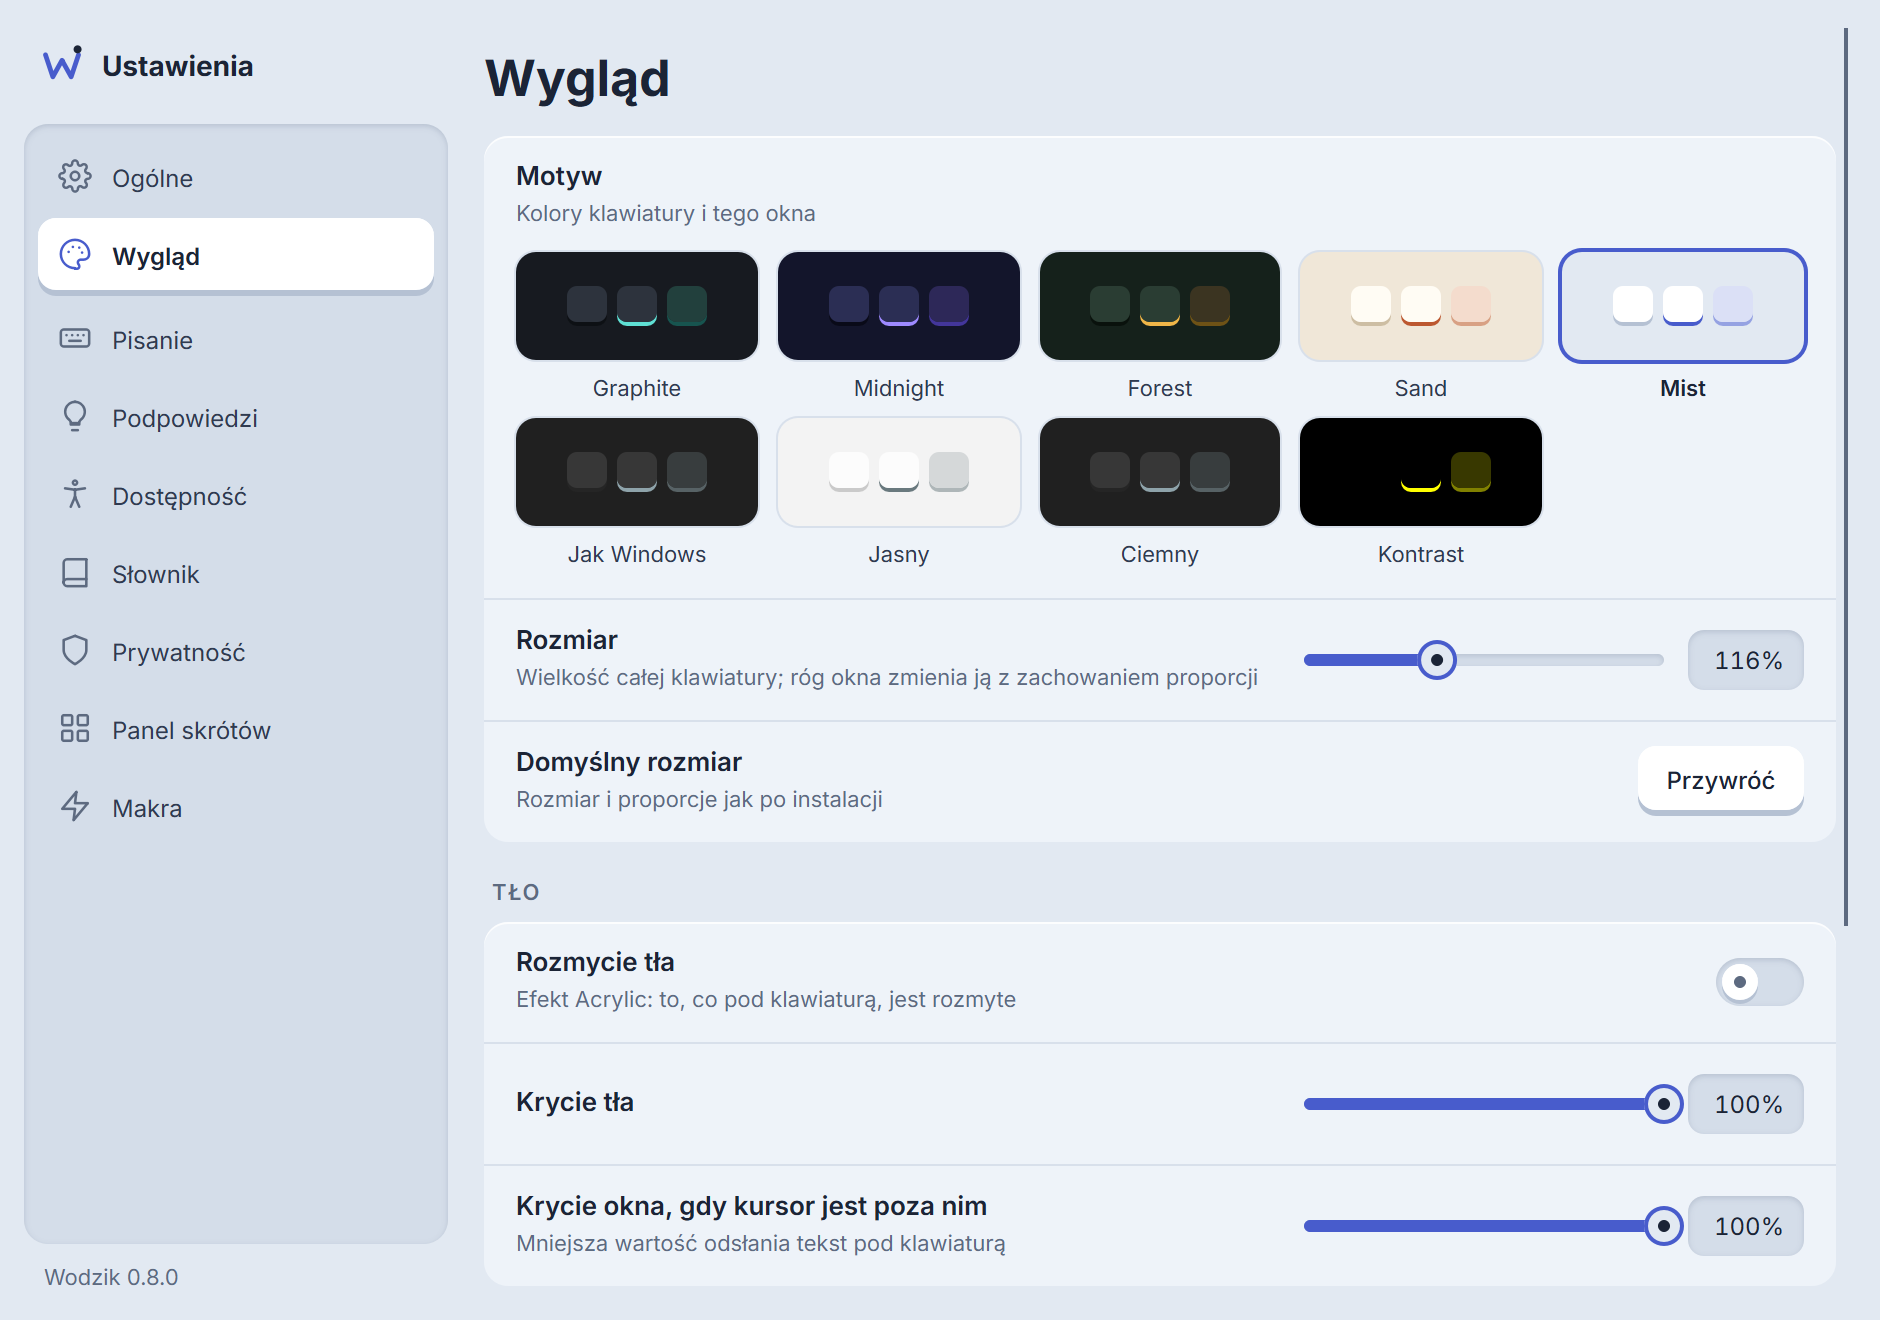 Ustawienia
Ogólne
Wygląd
Pisanie
Podpowiedzi
Dostępność
Słownik
Prywatność
Panel skrótów
Makra
Wodzik 0.8.0
Wygląd
Motyw
Kolory klawiatury i tego okna
Graphite Midnight Forest Sand Mist
Jak Windows Jasny Ciemny Kontrast
Rozmiar
Wielkość całej klawiatury; róg okna zmienia ją z zachowaniem proporcji
116%
Domyślny rozmiar
Rozmiar i proporcje jak po instalacji
Przywróć
TŁO
Rozmycie tła
Efekt Acrylic: to, co pod klawiaturą, jest rozmyte
Krycie tła
100%
Krycie okna, gdy kursor jest poza nim
Mniejsza wartość odsłania tekst pod klawiaturą
100%